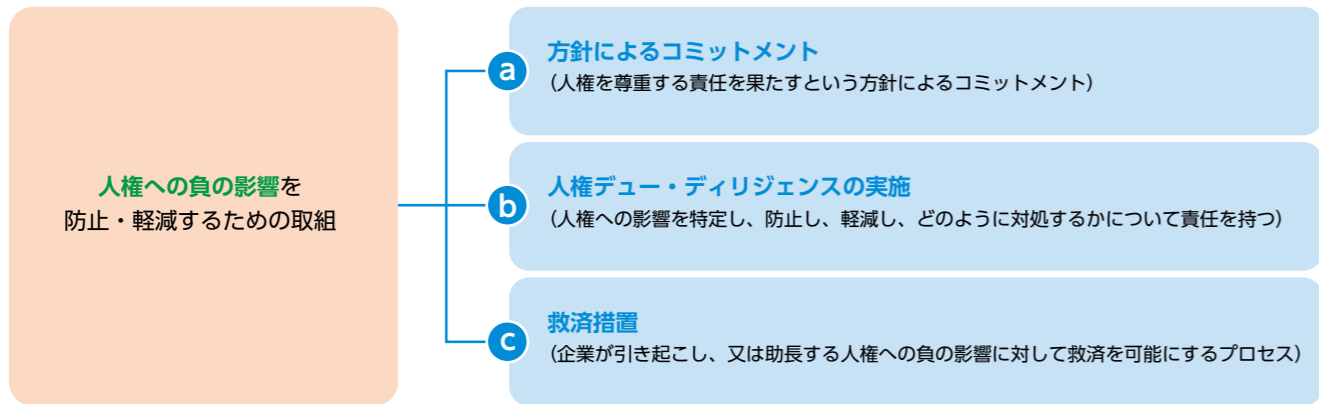 人権への負の影響を
防止・軽減するための取組
a
方針によるコミットメント
（人権を尊重する責任を果たすという方針によるコミットメント）
b
人権デュー・ディリジェンスの実施
（人権への影響を特定し、防止し、軽減し、どのように対処するかについて責任を持つ）
c
救済措置
（企業が引き起こし、又は助長する人権への負の影響に対して救済を可能にするプロセス）